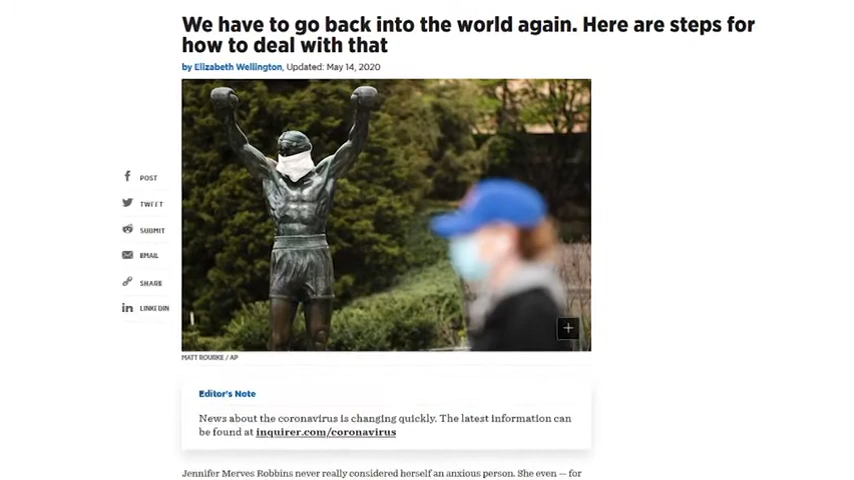 We have to go back into the world again. Here are steps for
how to deal with that
by Elizabeth Wellington, Updated: May 14, 2020
POST
TWEET
SUBMIT
EMAIL
SHARE
LINKEDIN
MATT ROURKE / AP
Editor's Note
News about the coronavirus is changing quickly. The latest information can
be found at inquirer.com/coronavirus
Jennifer Merves Robbins never really considered herself an anxious person. She even — for